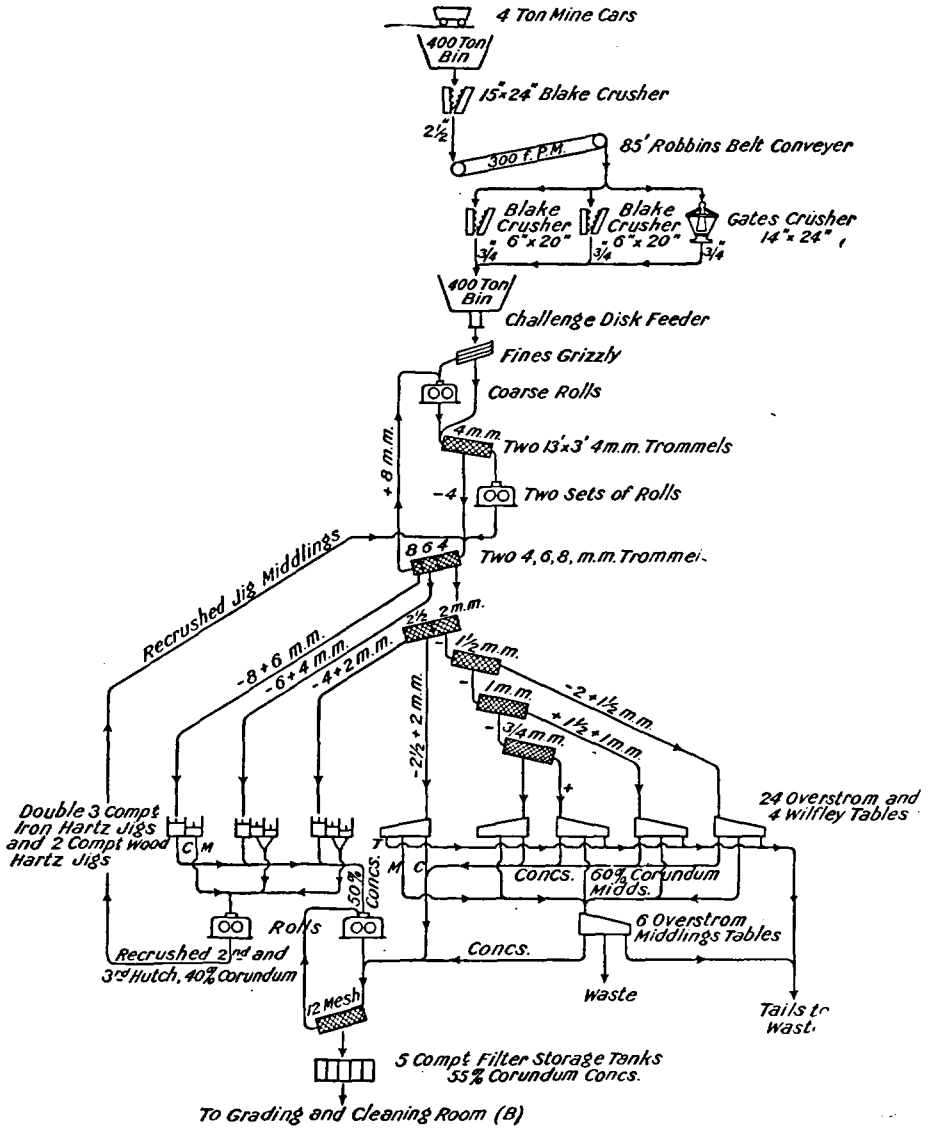 4 Ton Mine Cars
400 Ton
Bin
15"x24" Blake Crusher
2½"
300 f.P.M.
85' Robbins Belt Conveyer
Blake
Crusher
6"x20"
Blake
Crusher
6"x20"
Gates Crusher
14"x24"
3/4"
3/4"
3/4"
400 Ton
Bin
Challenge Disk Feeder
Fines Grizzly
Coarse Rolls
4 m.m.
Two 13'x3' 4m.m. Trommels
+8 m.m.
-4
Two Sets of Rolls
8 6 4
Two 4,6,8, m.m. Trommel
Recrushed Jig Middlings
2½ 2 m.m.
-8+6 m.m.
-6+4 m.m.
-4+2 m.m.
-2½+2 m.m.
-
1½ m.m.
-
1 m.m.
-
3/4 m.m.
-2+1½ m.m.
+1½+1 m.m.
+
Double 3 Compt.
Iron Hartz Jigs
and 2 Compt Wood
Hartz Jigs
24 Overstrom and
4 Wilfley Tables
C M
T
M C
50%
Concs.
Concs. 60% Corundum
Midds.
Rolls
6 Overstrom
Middlings Tables
Recrushed 2nd and
3rd Hutch, 40% Corundum
Concs.
Waste
Tails to
Wast
12 Mesh
5 Compt Filter Storage Tanks
55% Corundum Concs.
To Grading and Cleaning Room (B)